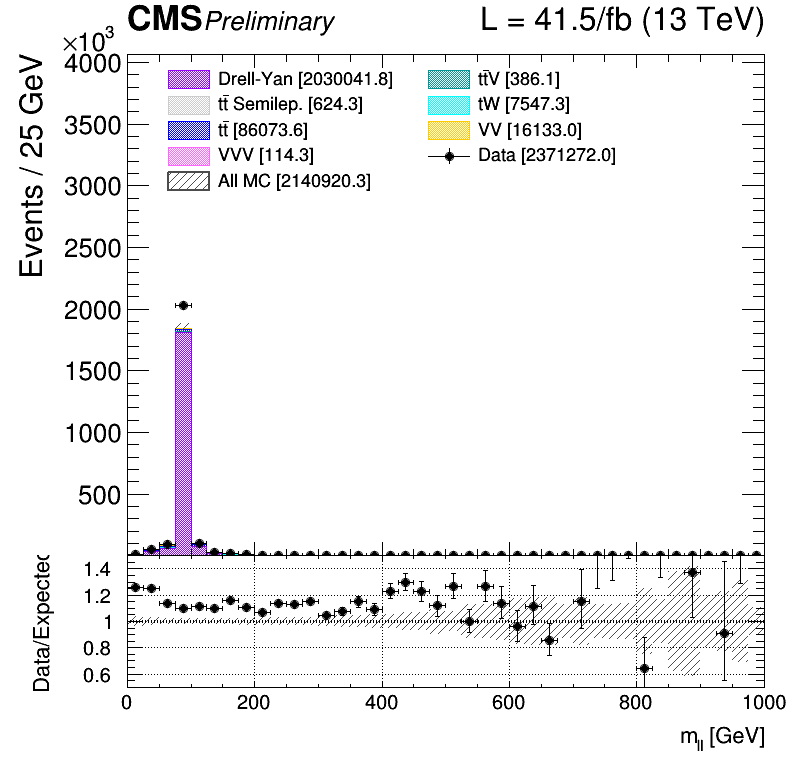 CMS Preliminary L = 41.5/fb (13 TeV)
×10³
Events / 25 GeV
4000
3500
3000
2500
2000
1500
1000
500
Drell-Yan [2030041.8]
tt̄ Semilep. [624.3]
tt̄ [86073.6]
VVV [114.3]
All MC [2140920.3]
tt̄V [386.1]
tW [7547.3]
VV [16133.0]
Data [2371272.0]
Data/Expected
1.4
1.2
1
0.8
0.6
0 200 400 600 800 1000
m_ll [GeV]